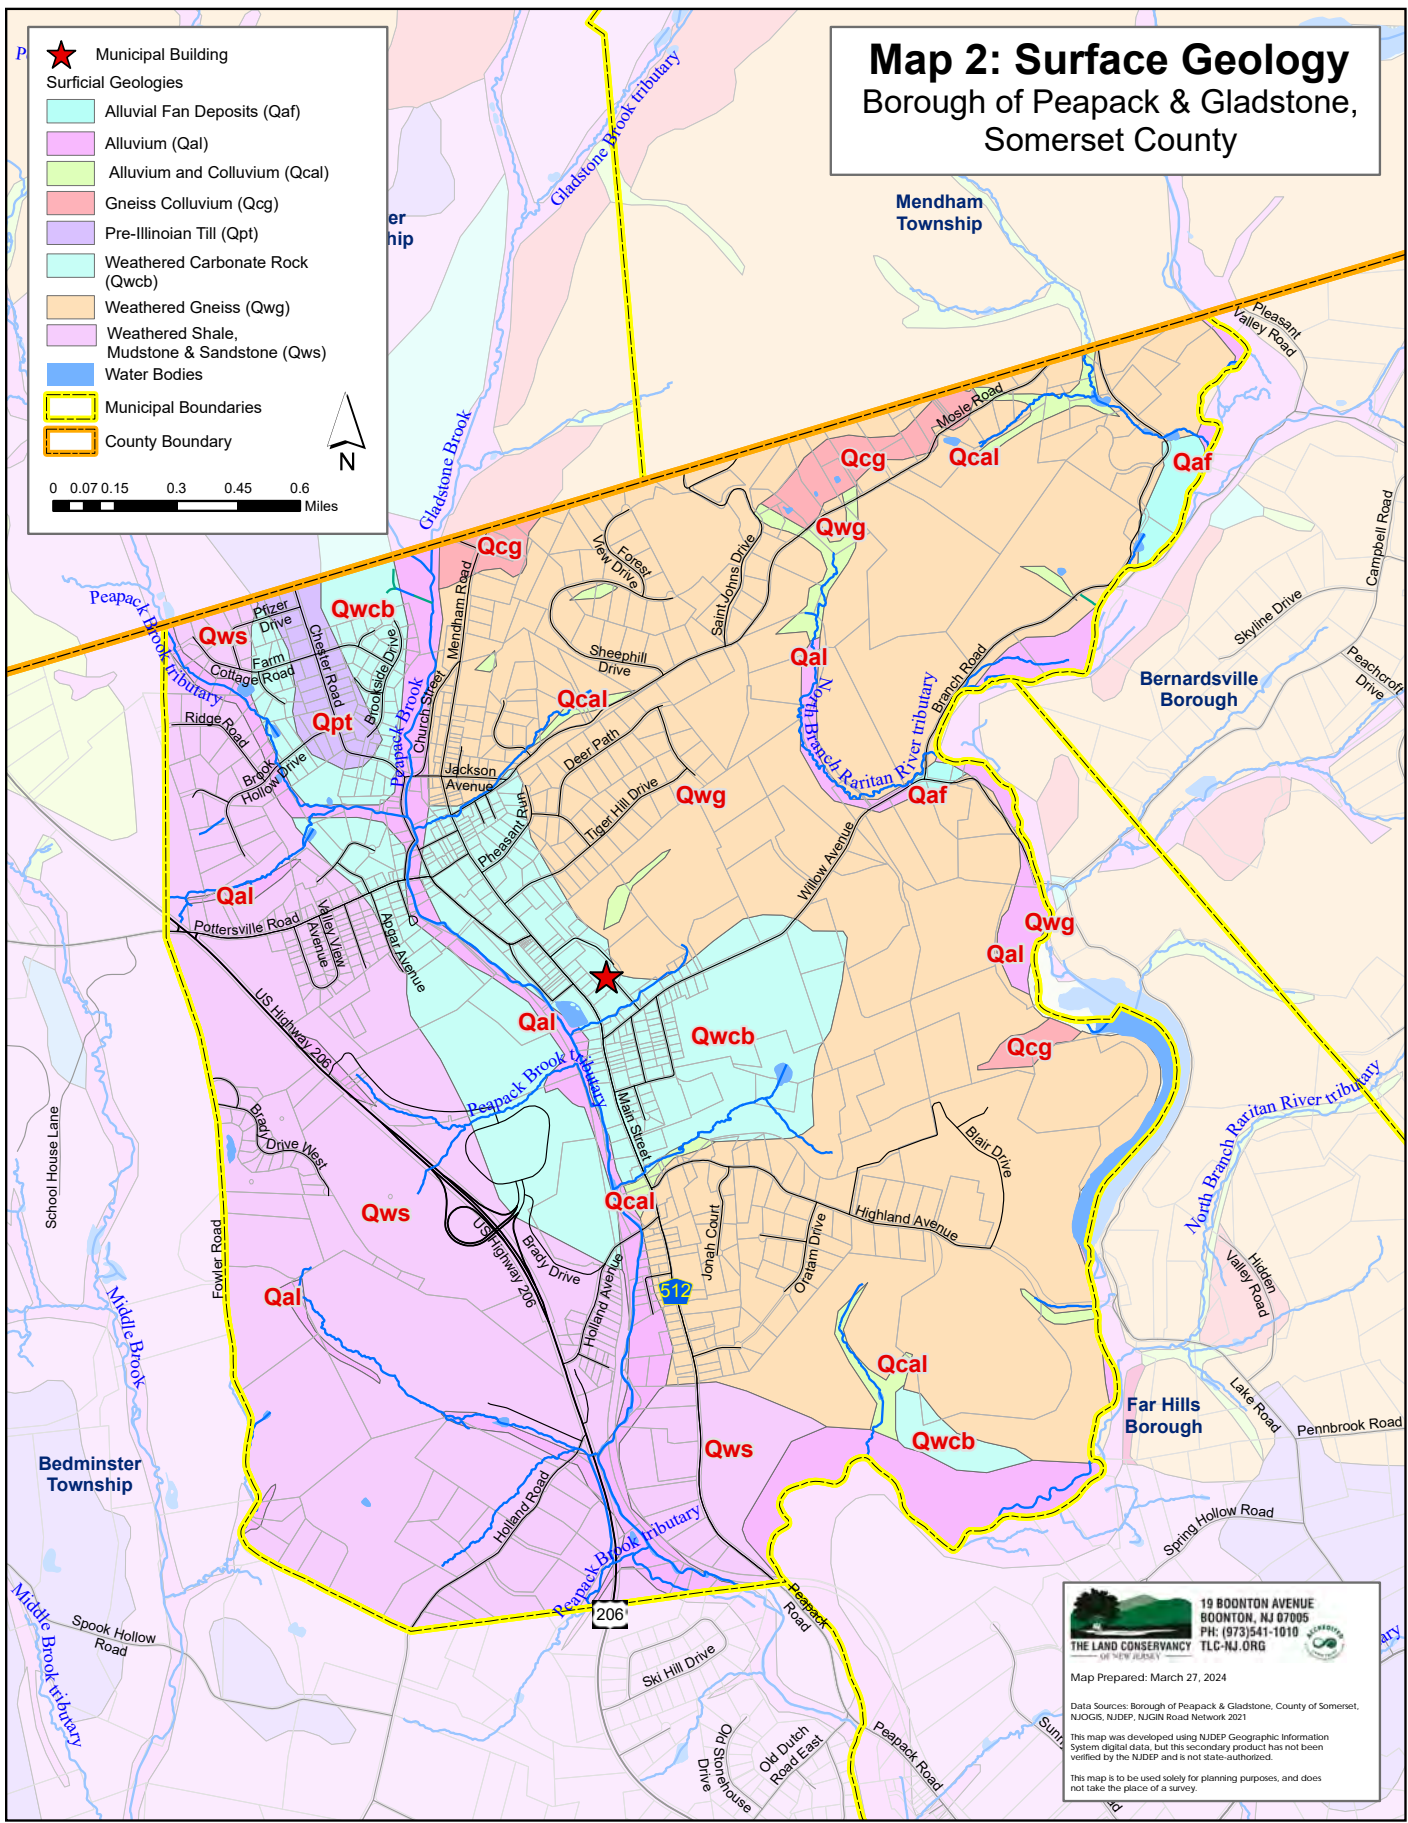 Map 2: Surface Geology
Borough of Peapack & Gladstone,
Somerset County
Municipal Building
Surficial Geologies
Alluvial Fan Deposits (Qaf)
Alluvium (Qal)
Alluvium and Colluvium (Qcal)
Gneiss Colluvium (Qcg)
Pre-Illinoian Till (Qpt)
Weathered Carbonate Rock
(Qwcb)
Weathered Gneiss (Qwg)
Weathered Shale,
Mudstone & Sandstone (Qws)
Water Bodies
Municipal Boundaries
County Boundary
N
0 0.07 0.15 0.3 0.45 0.6
Miles
er
hip
Gladstone Brook tributary
Mendham
Township
Pleasant
Valley Road
Mosle Road
Qcg
Qcal
Qaf
Gladstone Brook
Qwg
Qcg
Campbell Road
Forest
View Drive
Saint Johns Drive
Mendham Road
Peapack Brook tributary
Pfizer
Drive
Qwcb
Qws
Chester Road
Farm
Cottage Road
Brookside Drive
Skyline Drive
Sheephill
Drive
Qal
Branch Road
Peachcroft
Drive
Bernardsville
Borough
North Branch Raritan River tributary
Church Street
Peapack Brook
Qcal
Ridge Road
Qpt
Deer Path
Brook
Hollow Drive
Jackson
Avenue
Tiger Hill Drive
Qwg
Qaf
Pheasant Run
Willow Avenue
Qal
Pottersville Road
Valley View
Avenue
Apgar Avenue
Qwg
Qal
US Highway 206
Qal
Qwcb
Qcg
Peapack Brook tributary
Main Street
School House Lane
Brady
Drive West
Blair Drive
North Branch Raritan River tributary
Qws
Qcal
Fowler Road
US Highway 206
Brady Drive
Jonah Court
Oratam Drive
Highland Avenue
Hidden
Valley Road
Qal
Middle Brook
Holland Avenue
512
Qcal
Lake Road
Far Hills
Borough
Pennbrook Road
Bedminster
Township
Qws
Qwcb
Holland Road
Spring Hollow Road
Peapack Brook tributary
Middle Brook tributary
Spook Hollow
Road
206
Peapack
Road
Ski Hill Drive
Old Stonehouse
Drive
Old Dutch
Road East
Peapack Road
THE LAND CONSERVANCY
OF NEW JERSEY
19 BOONTON AVENUE
BOONTON, NJ 07005
PH: (973)541-1010
TLC-NJ.ORG
ACCREDITED
Map Prepared: March 27, 2024
Data Sources: Borough of Peapack & Gladstone, County of Somerset,
NJOGIS, NJDEP, NJGIN Road Network 2021
This map was developed using NJDEP Geographic Information
System digital data, but this secondary product has not been
verified by the NJDEP and is not state-authorized.
This map is to be used solely for planning purposes, and does
not take the place of a survey.